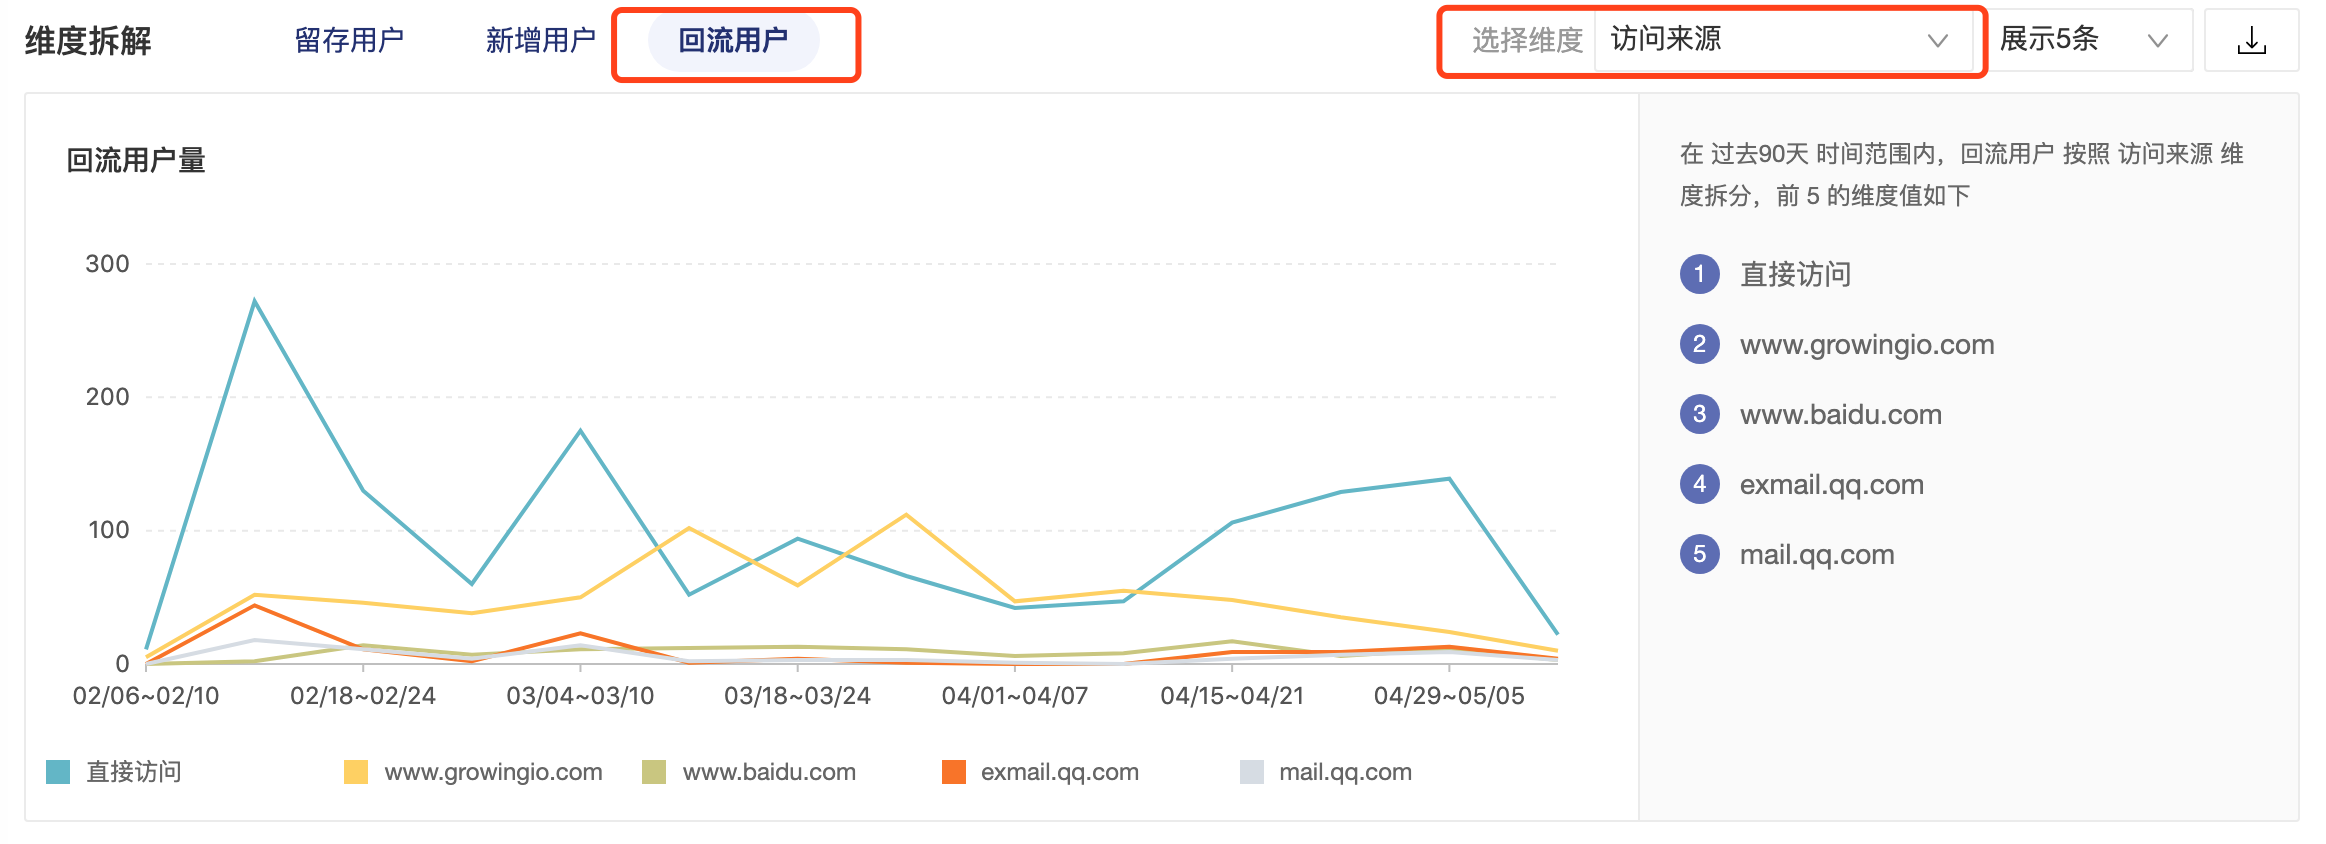 维度拆解 留存用户 新增用户 回流用户 选择维度 访问来源 展示5条
回流用户量
300
200
100
0
02/06~02/10 02/18~02/24 03/04~03/10 03/18~03/24 04/01~04/07 04/15~04/21 04/29~05/05
直接访问 www.growingio.com www.baidu.com exmail.qq.com mail.qq.com
在 过去90天 时间范围内，回流用户 按照 访问来源 维
度拆分，前 5 的维度值如下
1 直接访问
2 www.growingio.com
3 www.baidu.com
4 exmail.qq.com
5 mail.qq.com